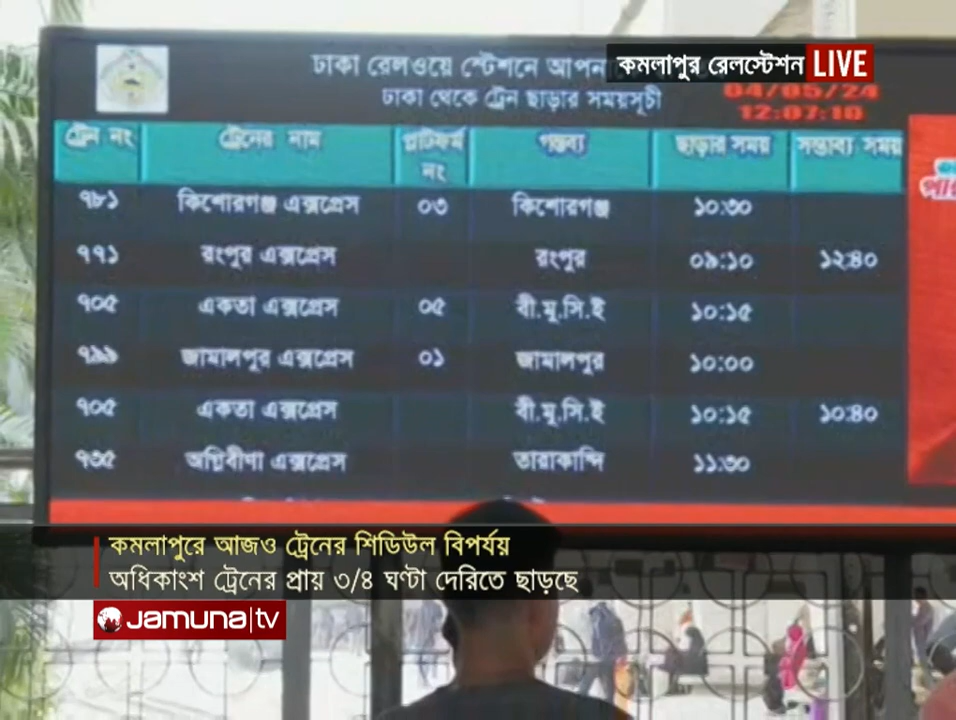 ঢাকা রেলওয়ে স্টেশনে আপন
কমলাপুর রেলস্টেশন LIVE
ঢাকা থেকে ট্রেন ছাড়ার সময়সূচী
04/05/24
12:07:10
ট্রেন নং ট্রেনের নাম প্লাটফর্ম নং গন্তব্য ছাড়ার সময় সম্ভাব্য সময়
৭৮১ কিশোরগঞ্জ এক্সপ্রেস ০৩ কিশোরগঞ্জ ১০:৩০
৭৭১ রংপুর এক্সপ্রেস রংপুর ০৯:১০ ১২:৪০
৭০৫ একতা এক্সপ্রেস ০৫ বী.মু.সি.ই ১০:১৫
৭৯৯ জামালপুর এক্সপ্রেস ০১ জামালপুর ১০:০০
৭০৫ একতা এক্সপ্রেস বী.মু.সি.ই ১০:১৫ ১০:৪০
৭৩৫ অগ্নিবীণা এক্সপ্রেস তারাকান্দি ১১:৩০
কমলাপুরে আজও ট্রেনের শিডিউল বিপর্যয়
অধিকাংশ ট্রেনের প্রায় ৩/৪ ঘণ্টা দেরিতে ছাড়ছে
Jamuna tv